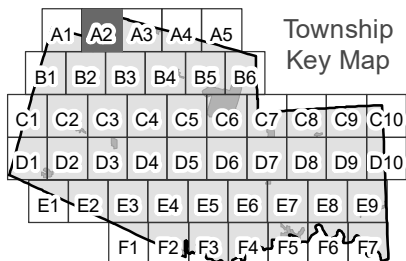 Township
Key Map
A1 A2 A3 A4 A5
B1 B2 B3 B4 B5 B6
C1 C2 C3 C4 C5 C6 C7 C8 C9 C10
D1 D2 D3 D4 D5 D6 D7 D8 D9 D10
E1 E2 E3 E4 E5 E6 E7 E8 E9
F1 F2 F3 F4 F5 F6 F7